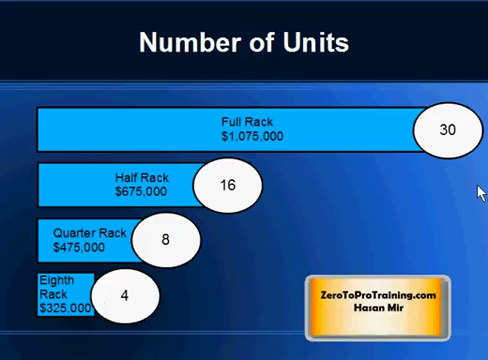 Number of Units
Full Rack
$1,075,000
30
Half Rack
$675,000
16
Quarter Rack
$475,000
8
Eighth
Rack
$325,000
4
ZeroToProTraining.com
Hasan Mir